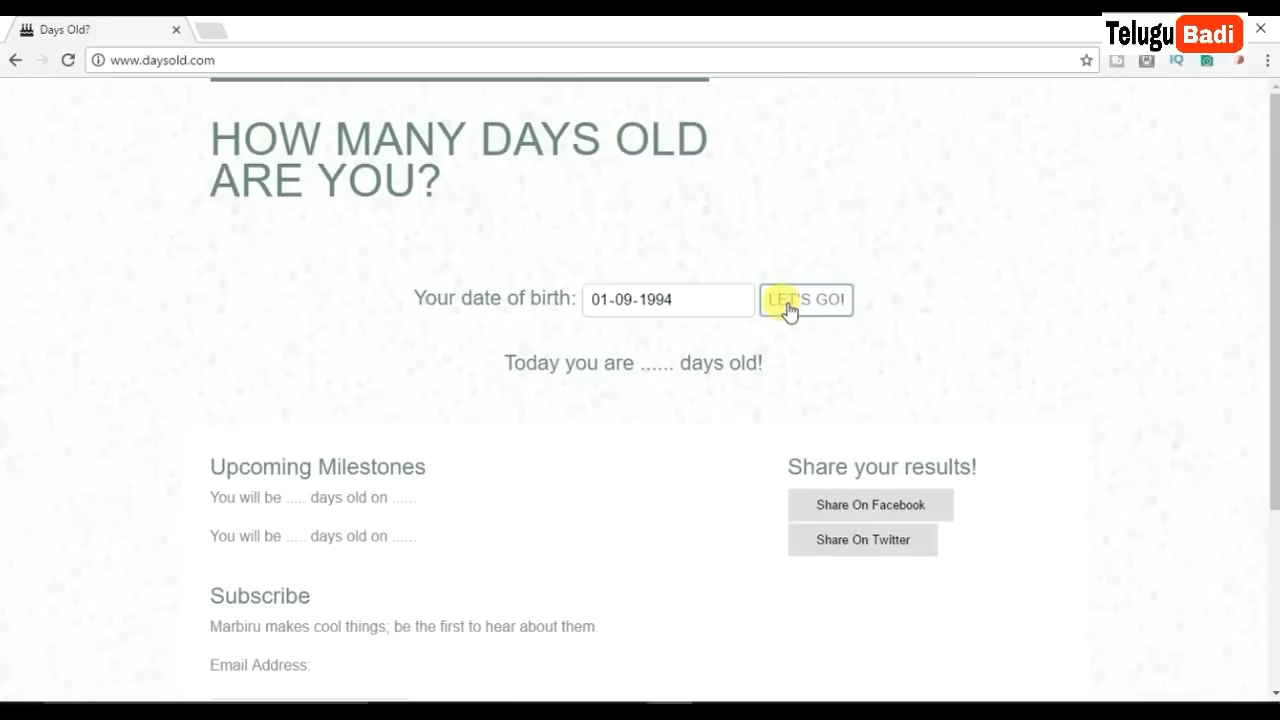 Days Old?
Telugu Badi
www.daysold.com
HOW MANY DAYS OLD
ARE YOU?
Your date of birth: 01-09-1994 LET'S GO!
Today you are ...... days old!
Upcoming Milestones
You will be ..... days old on ......
You will be ..... days old on ......
Share your results!
Share On Facebook
Share On Twitter
Subscribe
Marbiru makes cool things; be the first to hear about them.
Email Address: